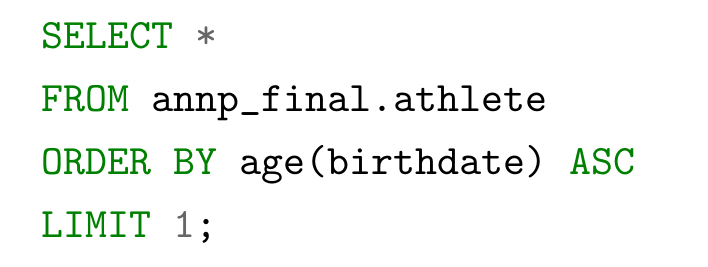 SELECT *
FROM annp_final.athlete
ORDER BY age(birthdate) ASC
LIMIT 1;